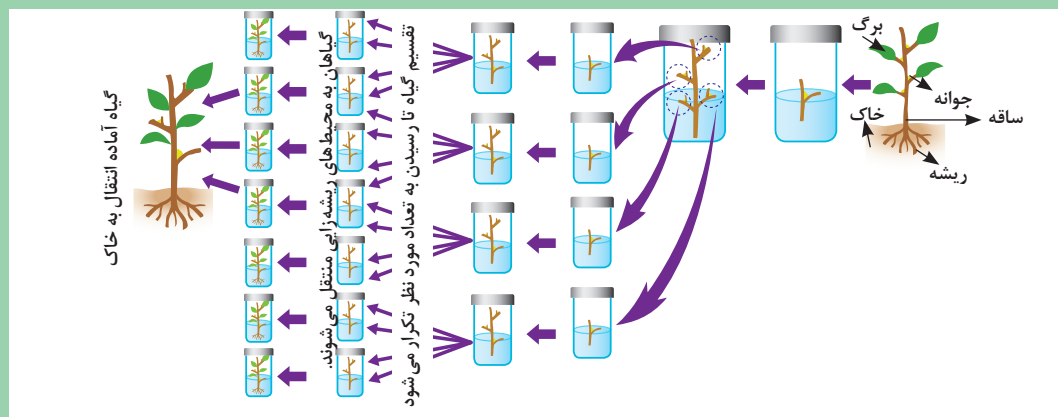 برگ
جوانه
ساقه
خاک
ریشه
تقسیم گیاه تا رسیدن به تعداد مورد نظر تکرار می‌شود
گیاهان به محیط‌های ریشه‌زایی منتقل می‌شوند.
گیاه آماده انتقال به خاک